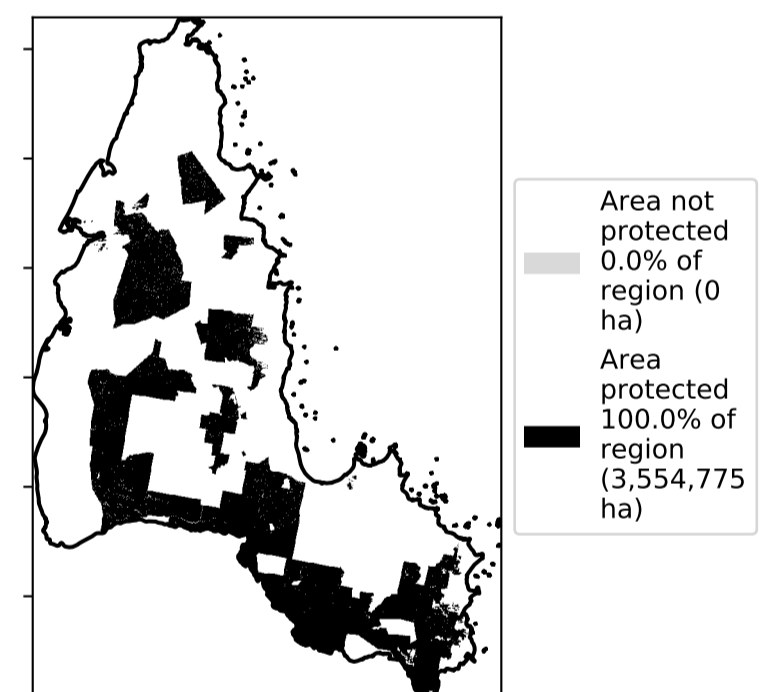 Area not
protected
0.0% of
region (0
ha)
Area
protected
100.0% of
region
(3,554,775
ha)